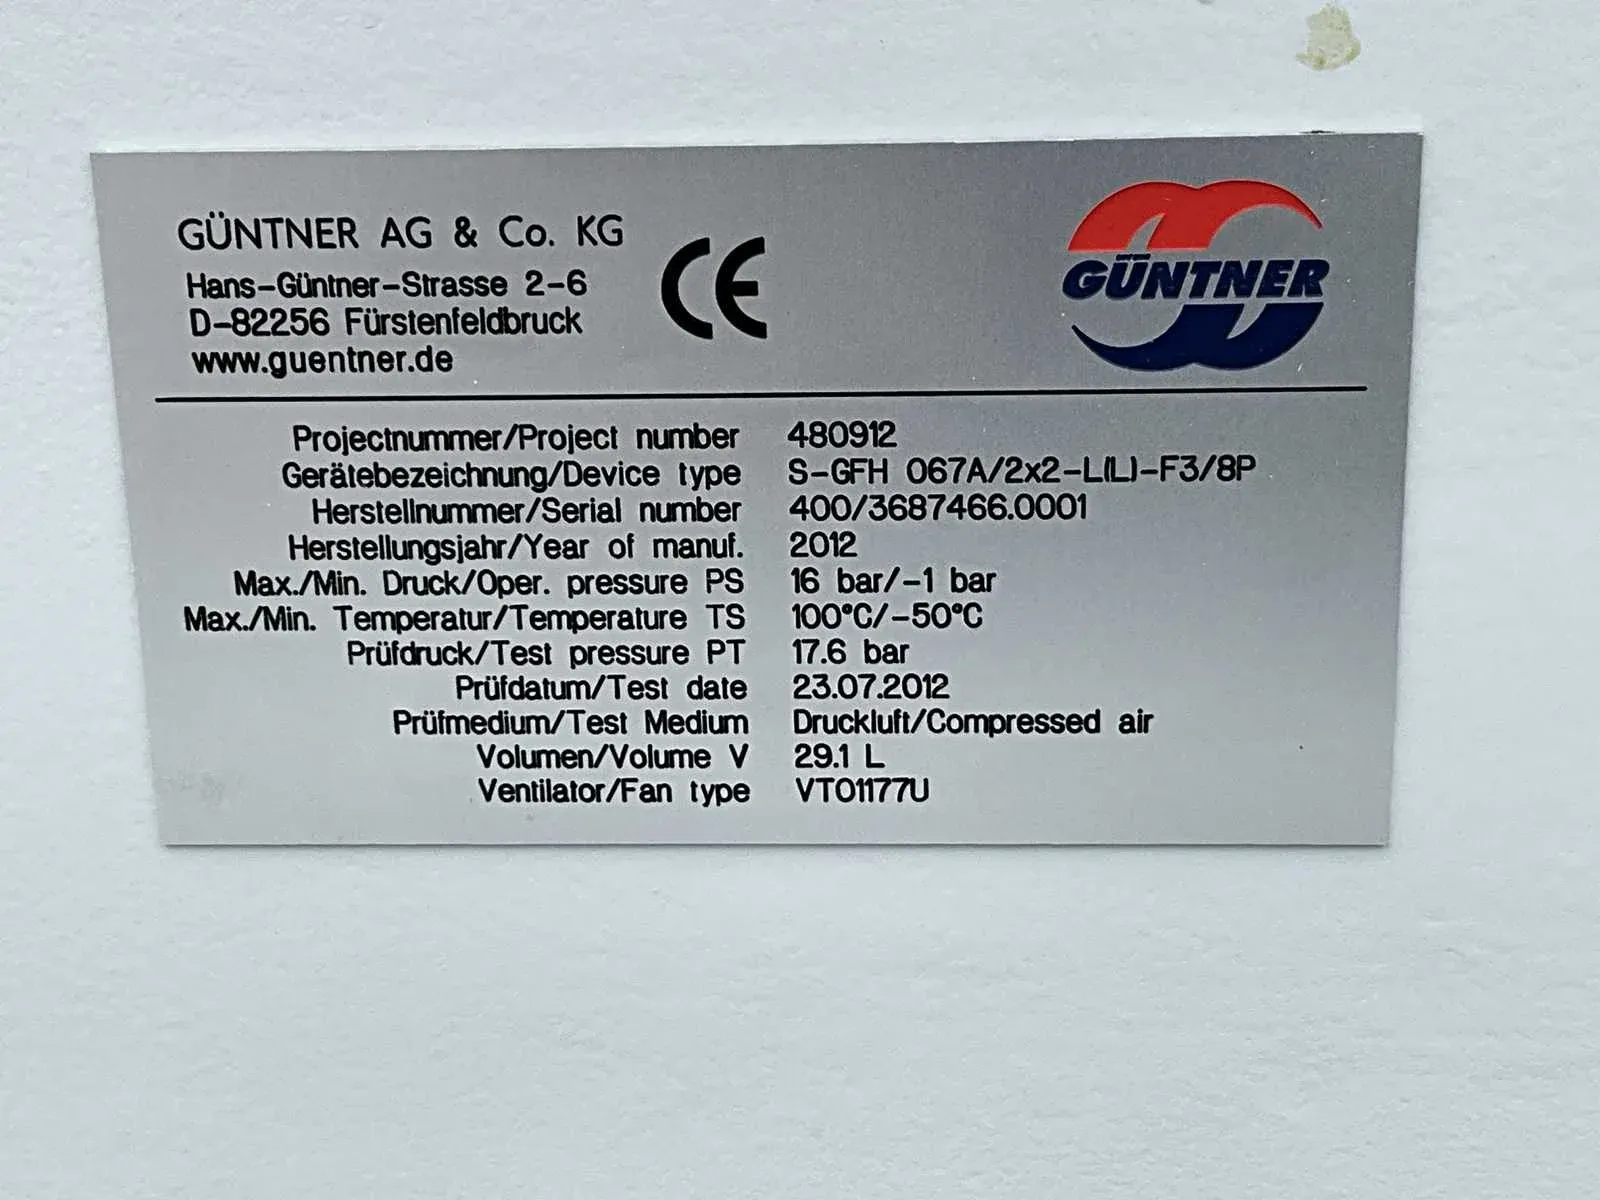 GÜNTNER AG & Co. KG
Hans-Güntner-Strasse 2-6
D-82256 Fürstenfeldbruck
www.guentner.de
CE
GÜNTNER
Projectnummer/Project number 480912
Gerätebezeichnung/Device type S-GFH 067A/2x2-L(L)-F3/8P
Herstellnummer/Serial number 400/3687466.0001
Herstellungsjahr/Year of manuf. 2012
Max./Min. Druck/Oper. pressure PS 16 bar/-1 bar
Max./Min. Temperatur/Temperature TS 100°C/-50°C
Prüfdruck/Test pressure PT 17.6 bar
Prüfdatum/Test date 23.07.2012
Prüfmedium/Test Medium Druckluft/Compressed air
Volumen/Volume V 29.1 L
Ventilator/Fan type VT01177U